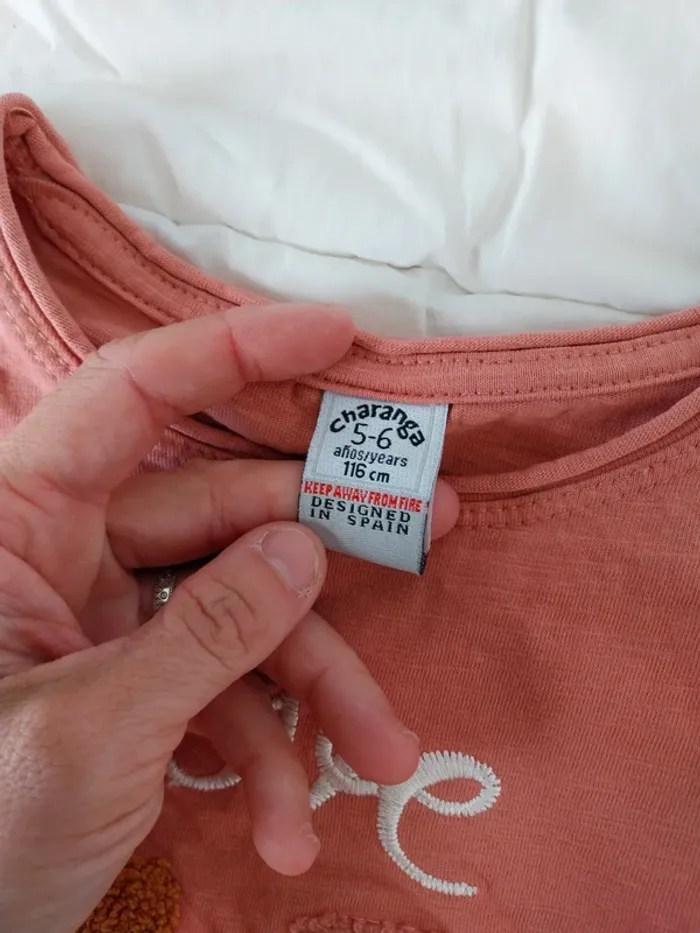 charanga
5-6
años/years
116 cm
KEEP AWAY FROM FIRE
DESIGNED
IN SPAIN